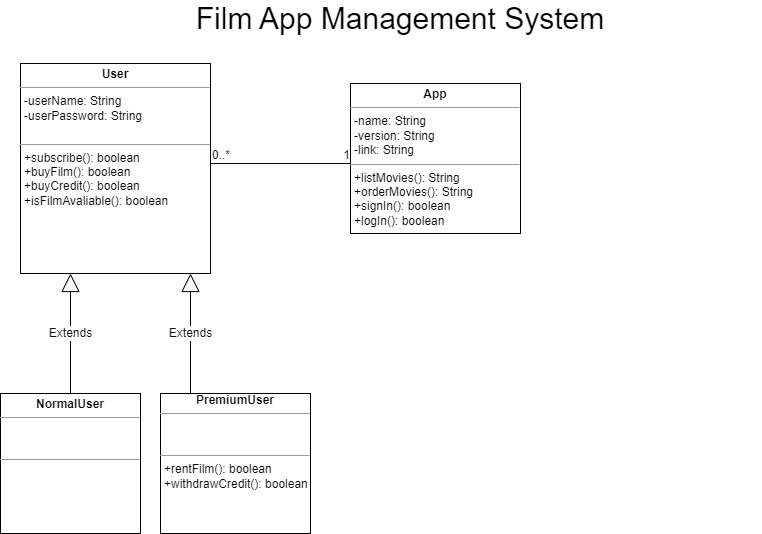 Film App Management System
User
-userName: String
-userPassword: String
+subscribe(): boolean
+buyFilm(): boolean
+buyCredit(): boolean
+isFilmAvaliable(): boolean
0..*
1
App
-name: String
-version: String
-link: String
+listMovies(): String
+orderMovies(): String
+signIn(): boolean
+logIn(): boolean
Extends
Extends
NormalUser
PremiumUser
+rentFilm(): boolean
+withdrawCredit(): boolean